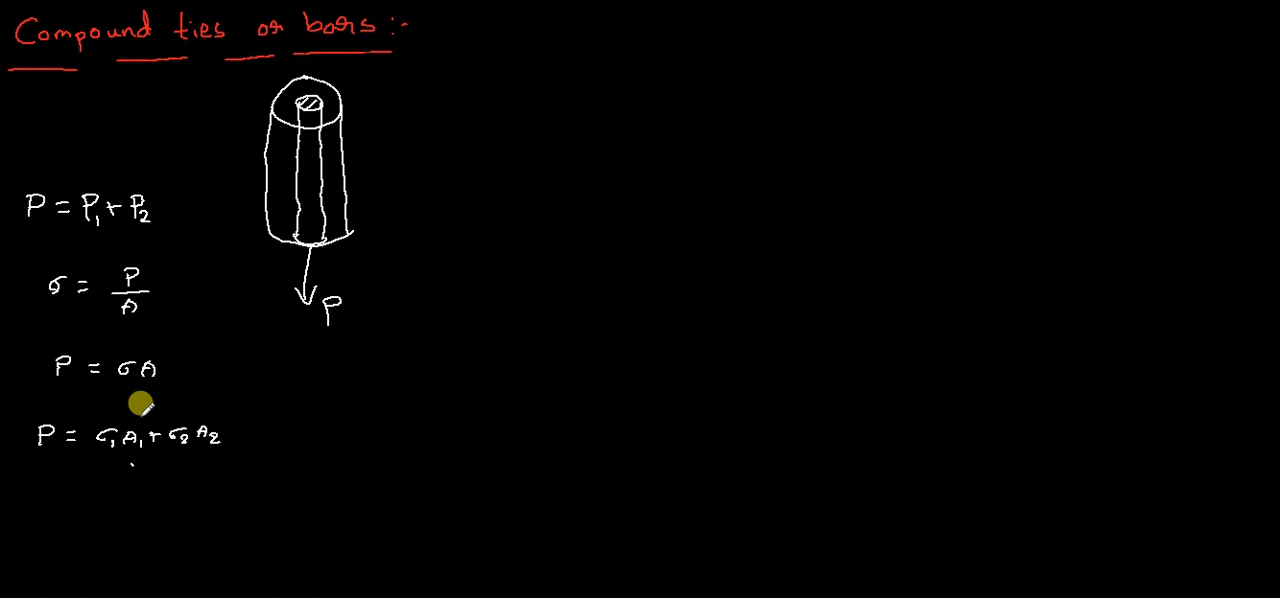 Compound ties or bars :-
P = P₁ + P₂
σ = P / A
P
P = σA
P = σ₁A₁ + σ₂A₂